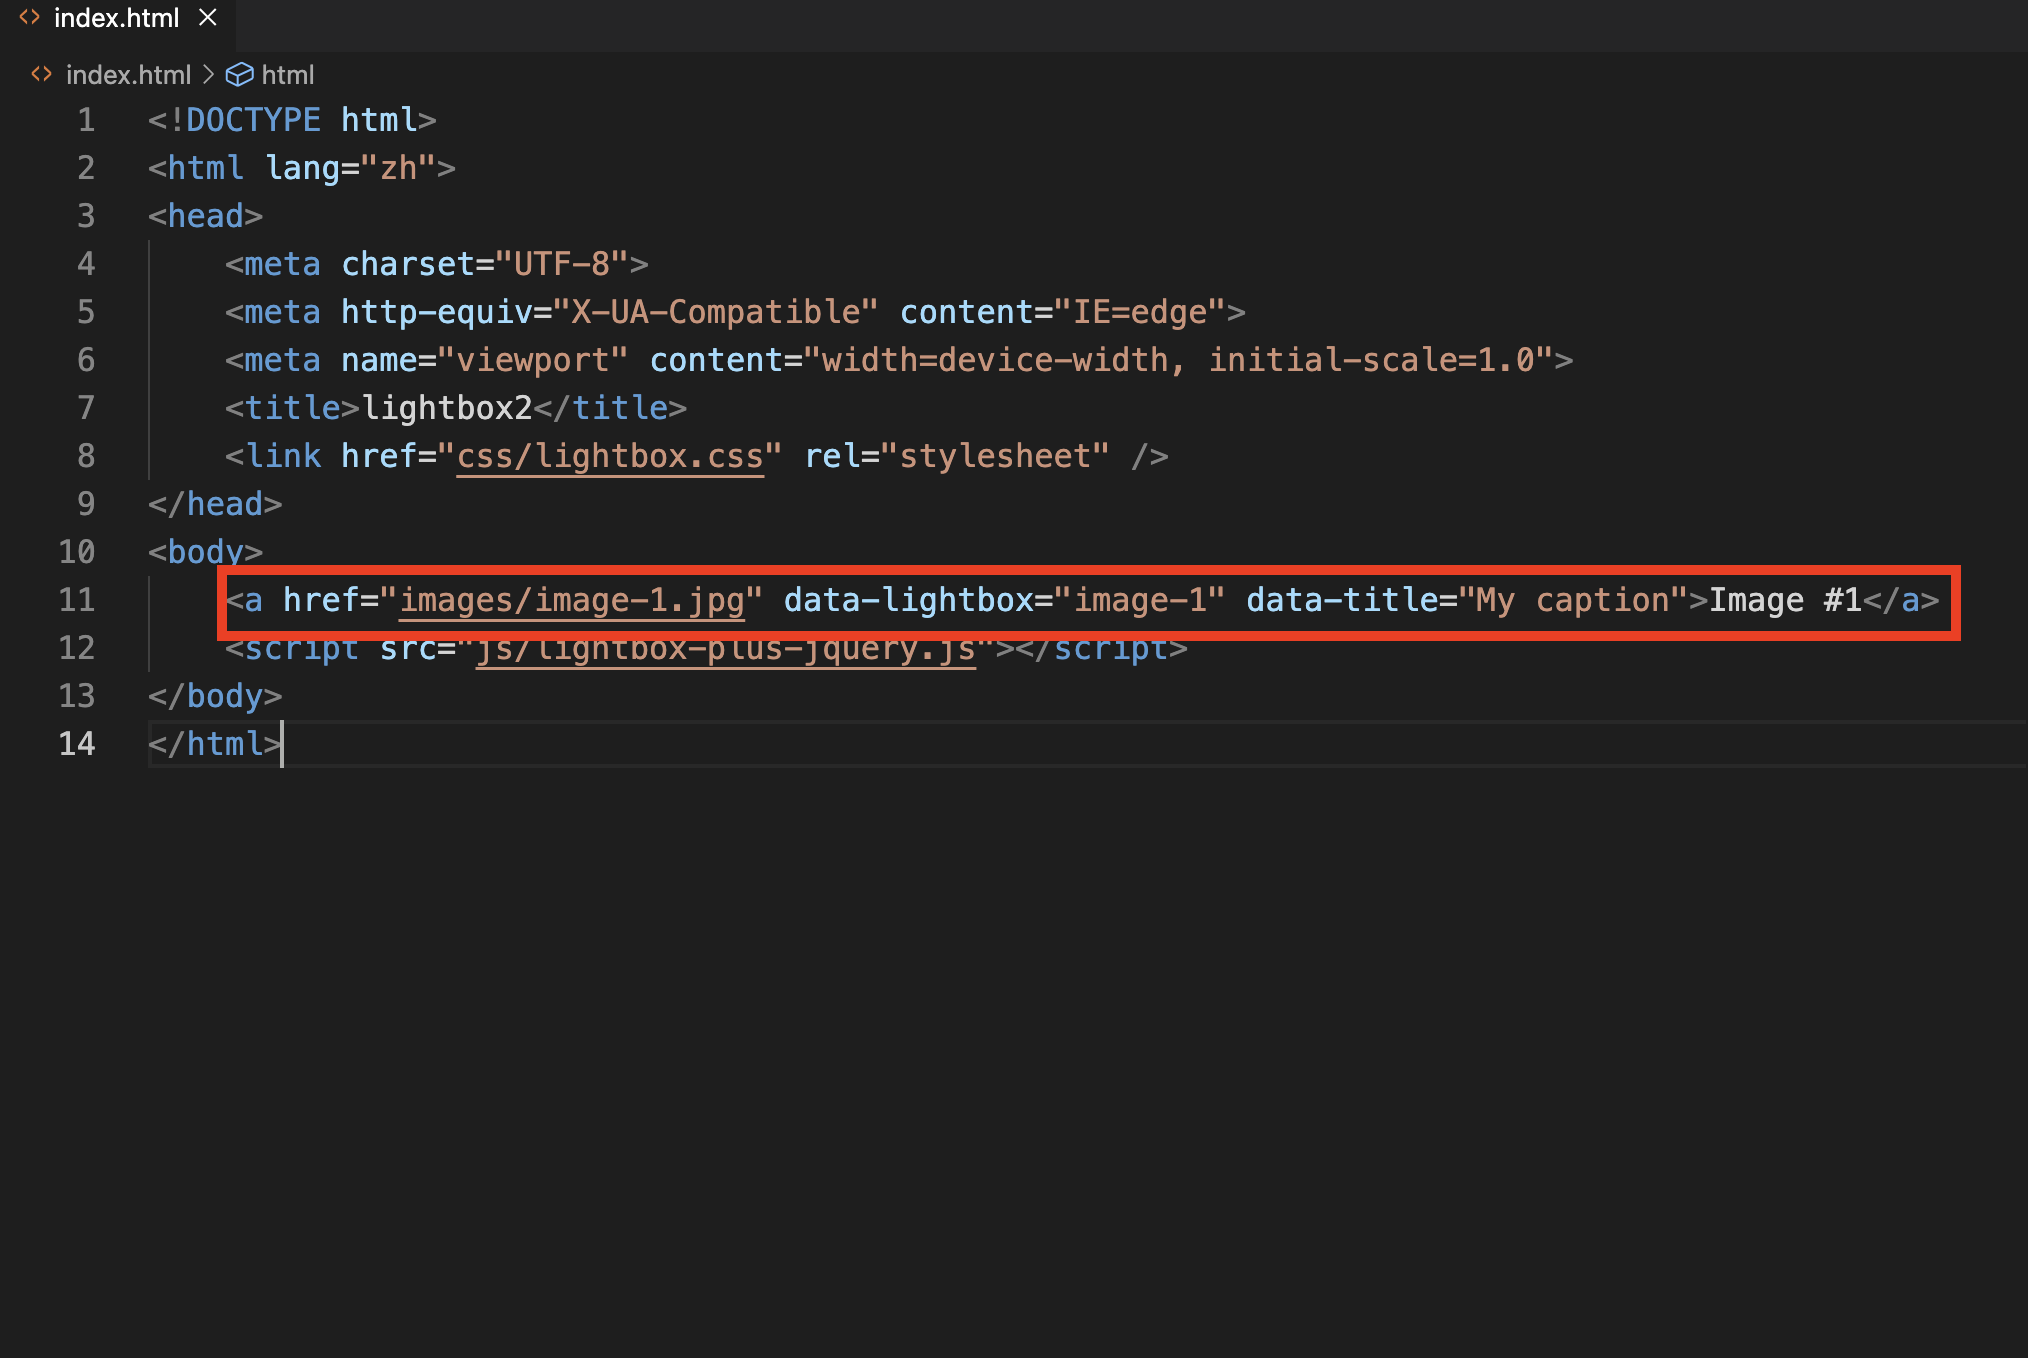 index.html
index.html > html
1 <!DOCTYPE html>
2 <html lang="zh">
3 <head>
4     <meta charset="UTF-8">
5     <meta http-equiv="X-UA-Compatible" content="IE=edge">
6     <meta name="viewport" content="width=device-width, initial-scale=1.0">
7     <title>lightbox2</title>
8     <link href="css/lightbox.css" rel="stylesheet" />
9 </head>
10 <body>
11     <a href="images/image-1.jpg" data-lightbox="image-1" data-title="My caption">Image #1</a>
12     <script src="js/lightbox-plus-jquery.js"></script>
13 </body>
14 </html>